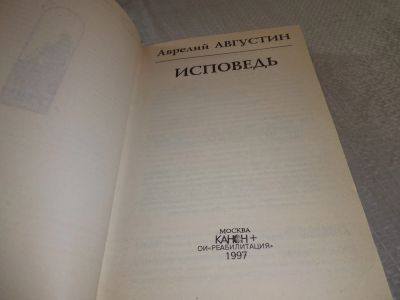 Аврелий АВГУСТИН
ИСПОВЕДЬ
МОСКВА
КАНОН+
ОИ«РЕАБИЛИТАЦИЯ»
1997